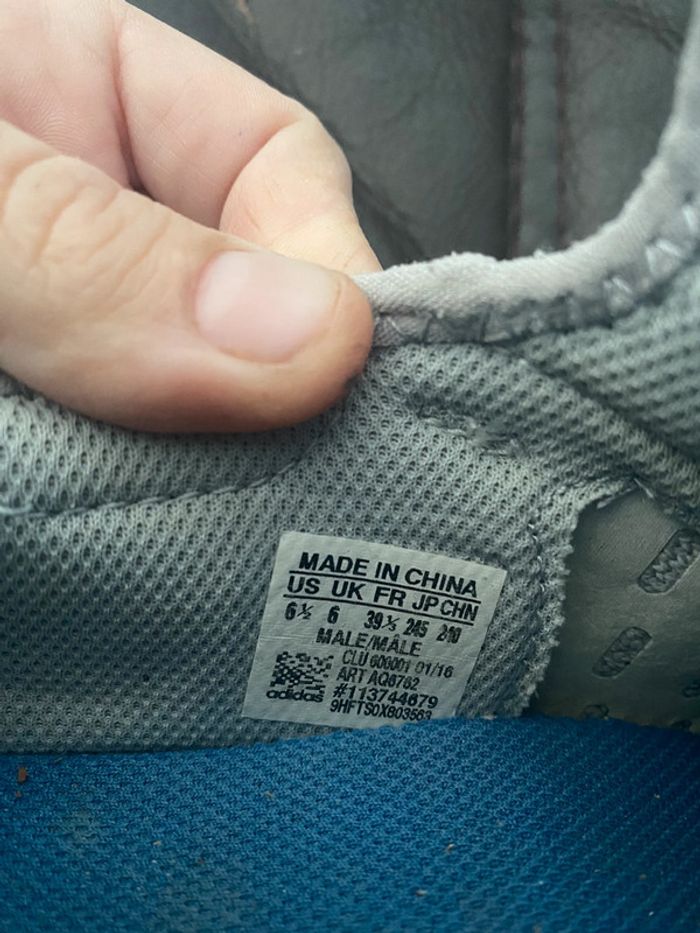 MADE IN CHINA
US UK FR JP CHN
6½ 6 39⅓ 245 240
MALE/MÂLE
CLU 600001 01/16
ART AQ6762
#113744679
adidas
9HFTS0X803563